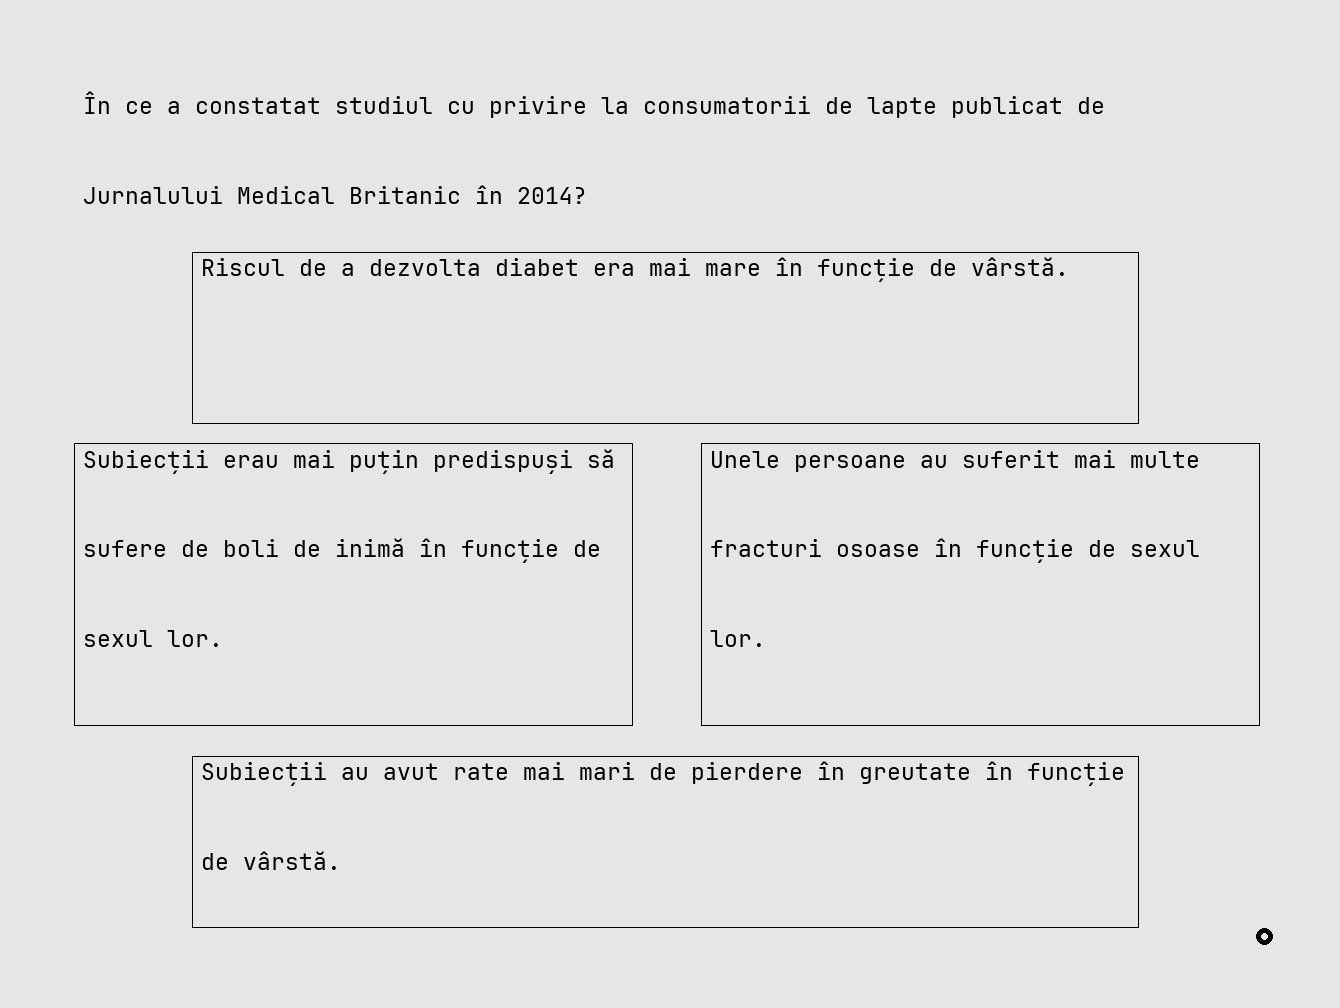 În ce a constatat studiul cu privire la consumatorii de lapte publicat de
Jurnalului Medical Britanic în 2014?
Riscul de a dezvolta diabet era mai mare în funcție de vârstă.
Subiecții erau mai puțin predispuși să
sufere de boli de inimă în funcție de
sexul lor.
Unele persoane au suferit mai multe
fracturi osoase în funcție de sexul
lor.
Subiecții au avut rate mai mari de pierdere în greutate în funcție
de vârstă.